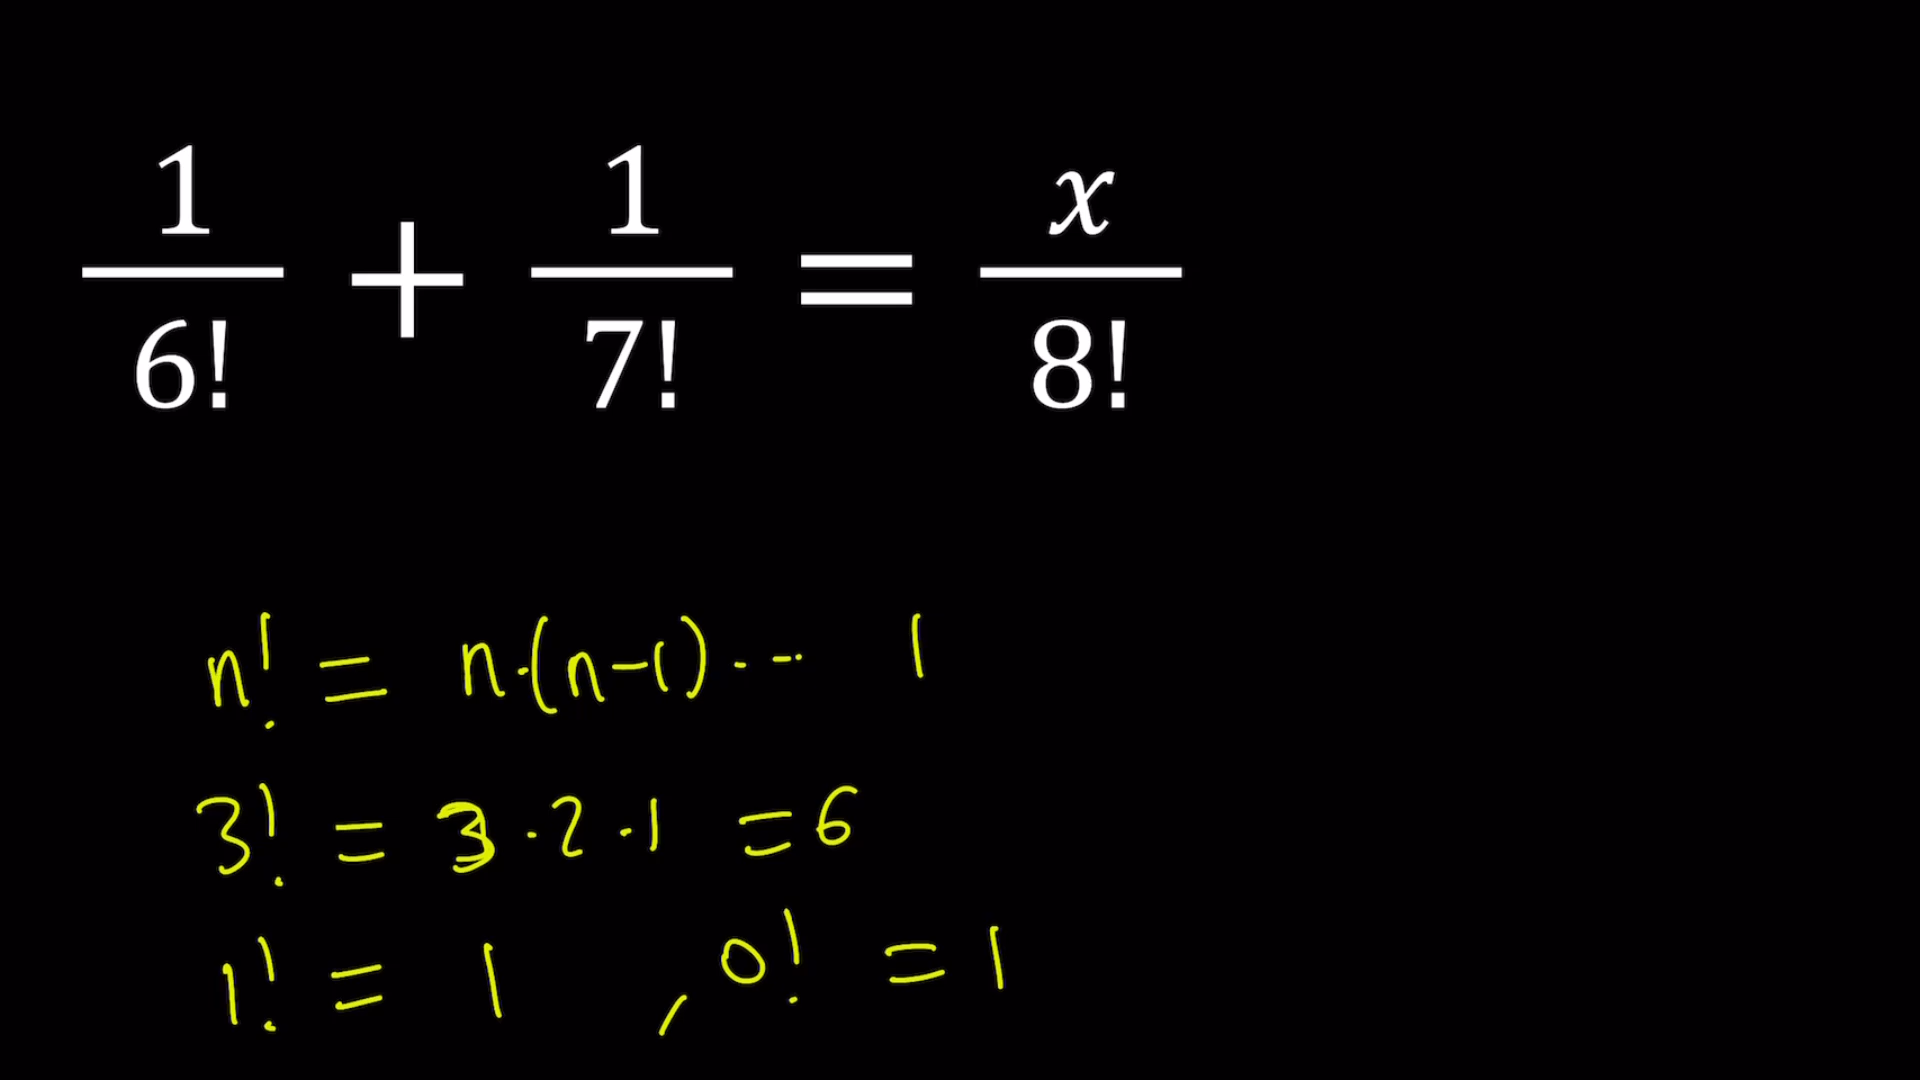 1/6! + 1/7! = x/8!
n! = n·(n-1)·-·· 1
3! = 3·2·1 = 6
1! = 1 , 0! = 1